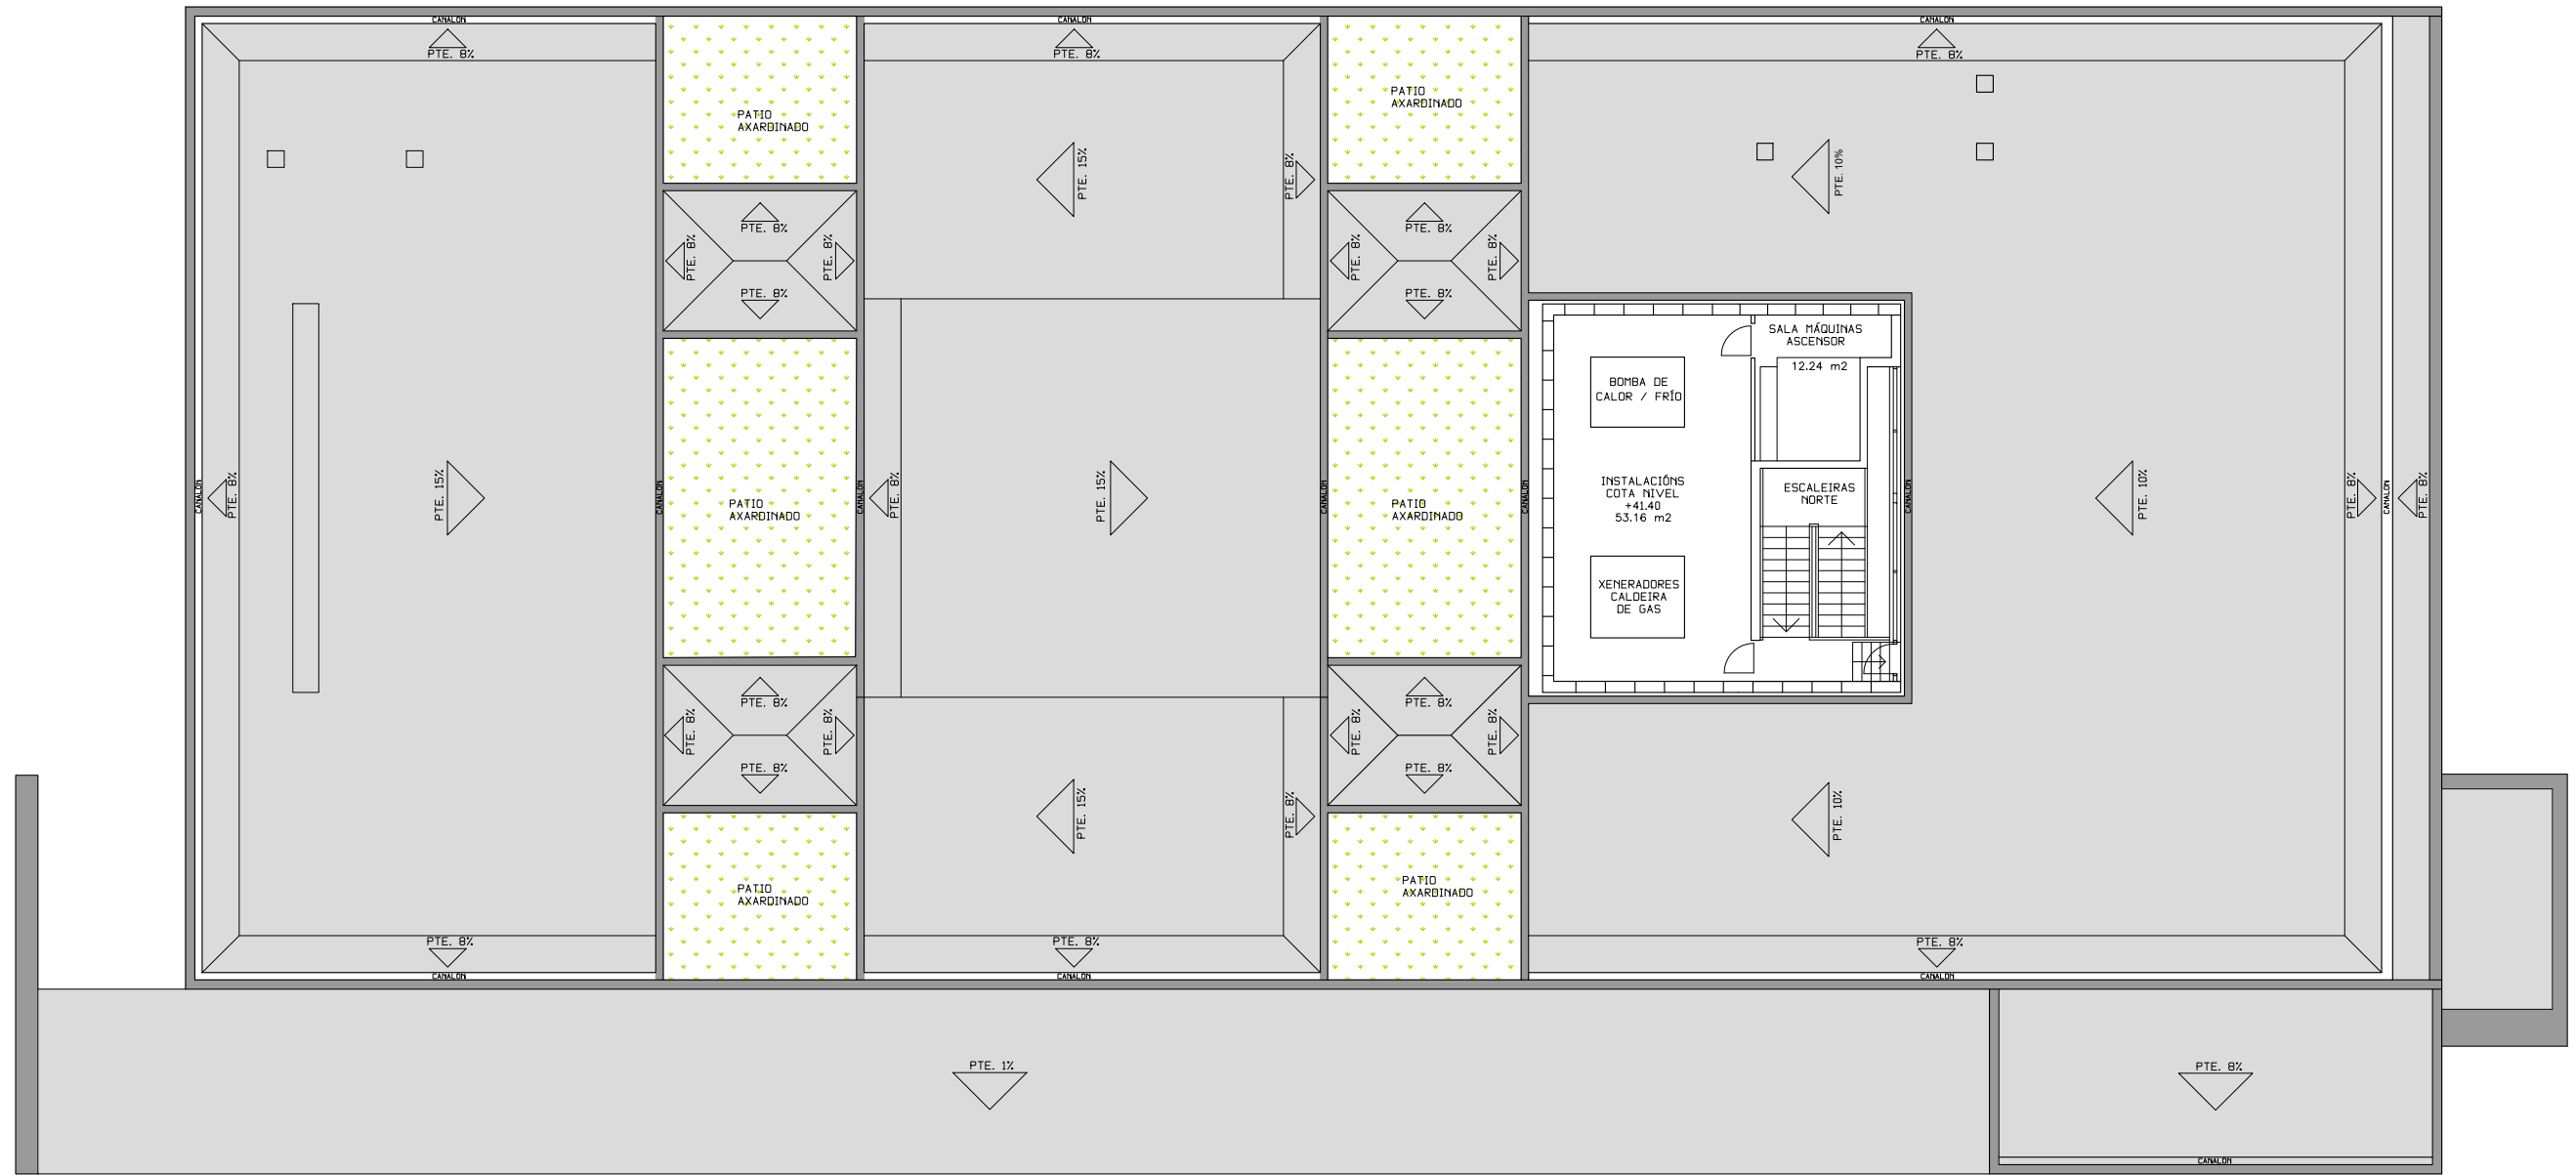 CANALON
CANALON
CANALON
PTE. 8%
PTE. 8%
PTE. 8%
PATIO
AXARDINADO
PATIO
AXARDINADO
PTE. 15%
PTE. 8%
PTE. 10%
PTE. 8%
PTE. 8%
PTE. 8%
PTE. 8%
PTE. 8%
PTE. 8%
PTE. 8%
PTE. 8%
SALA MÁQUINAS
ASCENSOR
12.24 m2
BOMBA DE
CALOR / FRÍO
INSTALACIÓNS
COTA NIVEL
+41.40
53.16 m2
ESCALEIRAS
NORTE
XENERADORES
CALDEIRA
DE GAS
CANALON
PTE. 8%
PTE. 15%
CANALON
PATIO
AXARDINADO
CANALON
PTE. 8%
PTE. 15%
CANALON
PATIO
AXARDINADO
CANALON
CANALON
PTE. 10%
PTE. 8%
CANALON
PTE. 8%
PTE. 8%
PTE. 8%
PTE. 8%
PTE. 8%
PTE. 8%
PTE. 8%
PTE. 8%
PTE. 8%
PTE. 15%
PTE. 8%
PTE. 10%
PATIO
AXARDINADO
PATIO
AXARDINADO
PTE. 8%
PTE. 8%
PTE. 8%
CANALON
CANALON
CANALON
PTE. 1%
PTE. 8%
CANALON